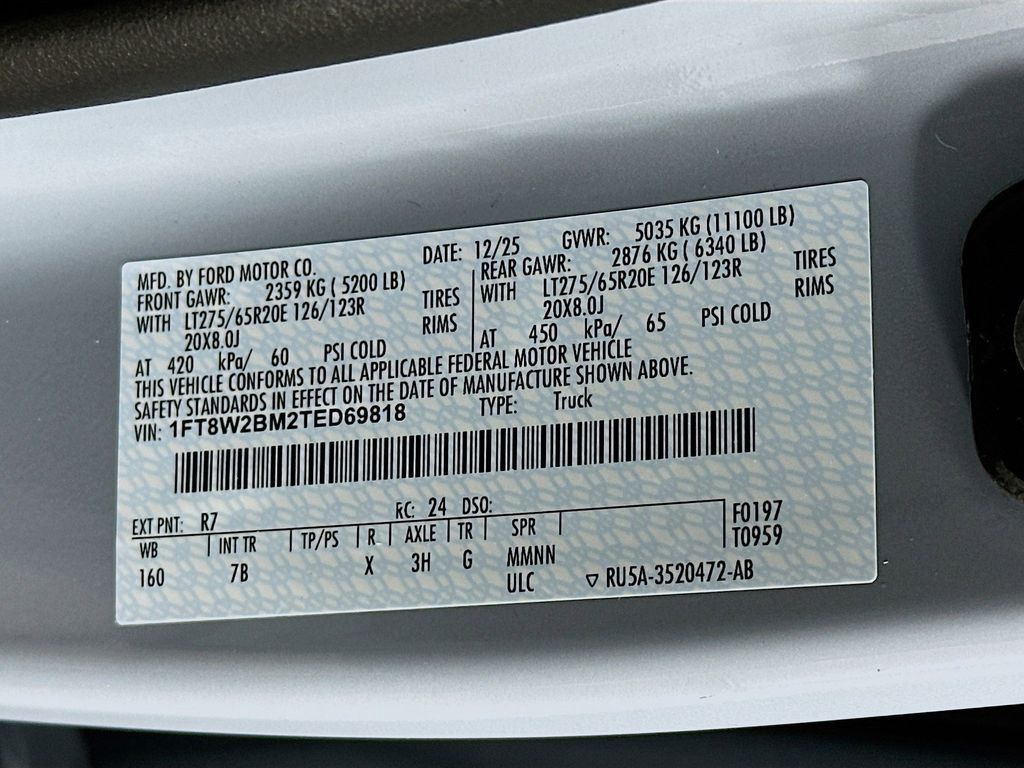 MFD. BY FORD MOTOR CO. DATE: 12/25 GVWR: 5035 KG (11100 LB)
FRONT GAWR: 2359 KG ( 5200 LB) REAR GAWR: 2876 KG ( 6340 LB)
WITH LT275/65R20E 126/123R TIRES WITH LT275/65R20E 126/123R TIRES
20X8.0J RIMS 20X8.0J RIMS
AT 420 kPa/ 60 PSI COLD AT 450 kPa/ 65 PSI COLD
THIS VEHICLE CONFORMS TO ALL APPLICABLE FEDERAL MOTOR VEHICLE
SAFETY STANDARDS IN EFFECT ON THE DATE OF MANUFACTURE SHOWN ABOVE.
VIN: 1FT8W2BM2TED69818 TYPE: Truck
EXT PNT: R7 RC: 24 DSO:
WB INT TR TP/PS R AXLE TR SPR F0197
T0959
160 7B X 3H G MMNN
ULC ▽ RU5A-3520472-AB